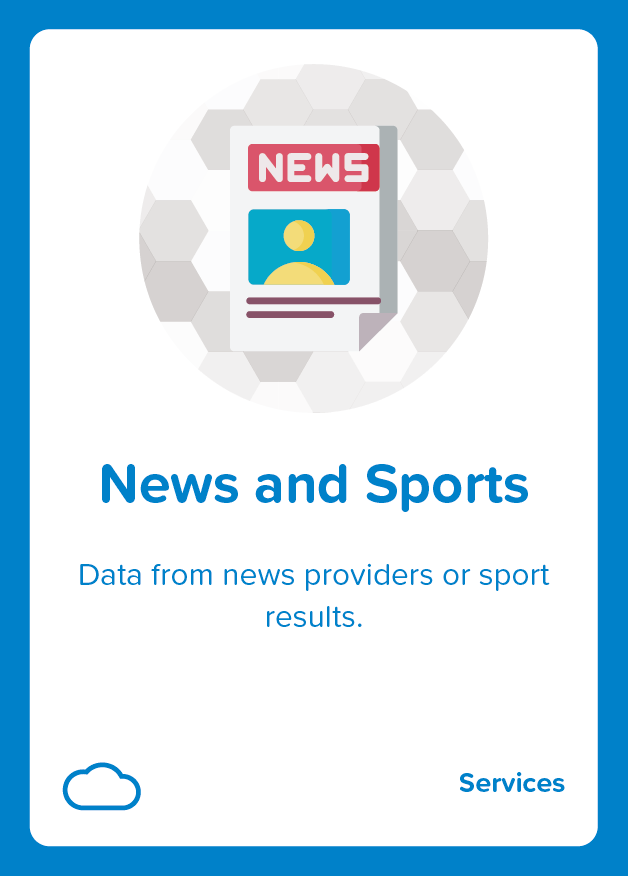 NEWS
News and Sports
Data from news providers or sport
results.
Services